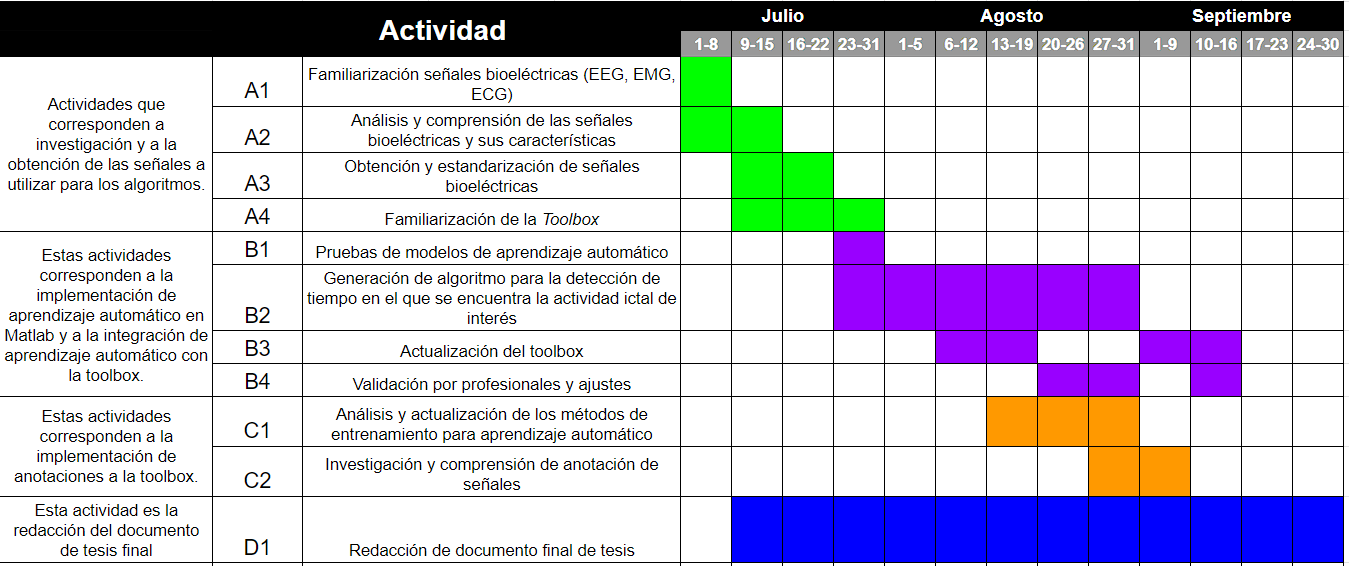 Actividad
Julio
Agosto
Septiembre
1-8
9-15
16-22
23-31
1-5
6-12
13-19
20-26
27-31
1-9
10-16
17-23
24-30
Actividades que
corresponden a
investigación y a la
obtención de las señales a
utilizar para los algoritmos.
A1
Familiarización señales bioeléctricas (EEG, EMG,
ECG)
A2
Análisis y comprensión de las señales
bioeléctricas y sus características
A3
Obtención y estandarización de señales
bioeléctricas
A4
Familiarización de la Toolbox
Estas actividades
corresponden a la
implementación de
aprendizaje automático en
Matlab y a la integración de
aprendizaje automático con
la toolbox.
B1
Pruebas de modelos de aprendizaje automático
B2
Generación de algoritmo para la detección de
tiempo en el que se encuentra la actividad ictal de
interés
B3
Actualización del toolbox
B4
Validación por profesionales y ajustes
Estas actividades
corresponden a la
implementación de
anotaciones a la toolbox.
C1
Análisis y actualización de los métodos de
entrenamiento para aprendizaje automático
C2
Investigación y comprensión de anotación de
señales
Esta actividad es la
redacción del documento
de tesis final
D1
Redacción de documento final de tesis